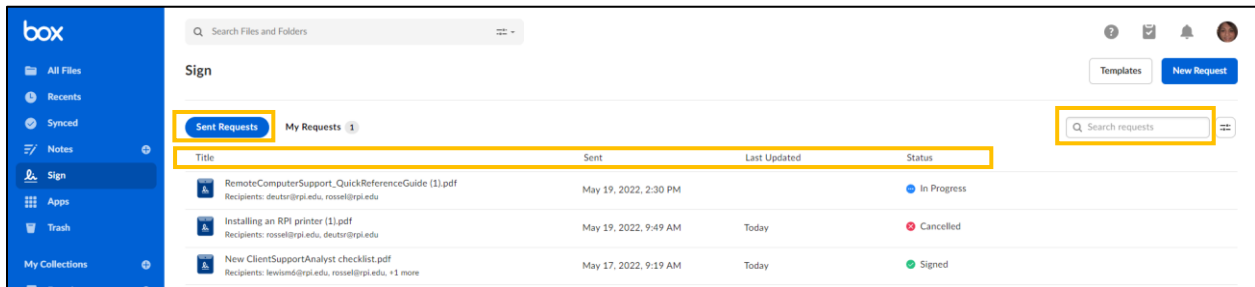 box
Search Files and Folders
All Files
Recents
Synced
Notes
Sign
Apps
Trash
My Collections
Sign
Templates
New Request
Sent Requests
My Requests 1
Search requests
Title Sent Last Updated Status
RemoteComputerSupport_QuickReferenceGuide (1).pdf
Recipients: deutsr@rpi.edu, rossel@rpi.edu
May 19, 2022, 2:30 PM
In Progress
Installing an RPI printer (1).pdf
Recipients: rossel@rpi.edu, deutsr@rpi.edu
May 19, 2022, 9:49 AM
Today
Cancelled
New ClientSupportAnalyst checklist.pdf
Recipients: lewism6@rpi.edu, rossel@rpi.edu, +1 more
May 17, 2022, 9:19 AM
Today
Signed